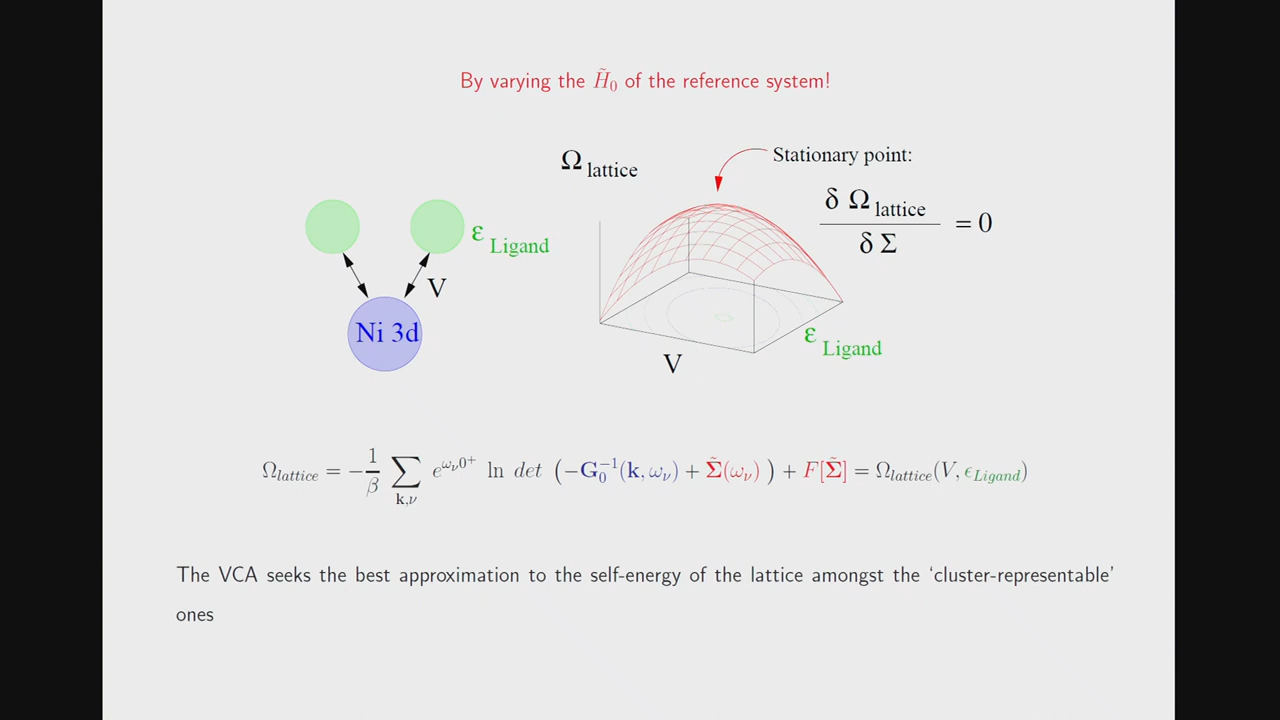 By varying the H̃₀ of the reference system!
Ω lattice
Stationary point:
δ Ω lattice / δ Σ = 0
ε Ligand
V
Ni 3d
ε Ligand
V
Ω_lattice = −1/β ∑_{k,ν} e^{ω_ν 0⁺} ln det (−G₀⁻¹(k, ω_ν) + Σ̃(ω_ν) ) + F[Σ̃] = Ω_lattice(V, ϵ_Ligand)
The VCA seeks the best approximation to the self-energy of the lattice amongst the ‘cluster-representable’
ones